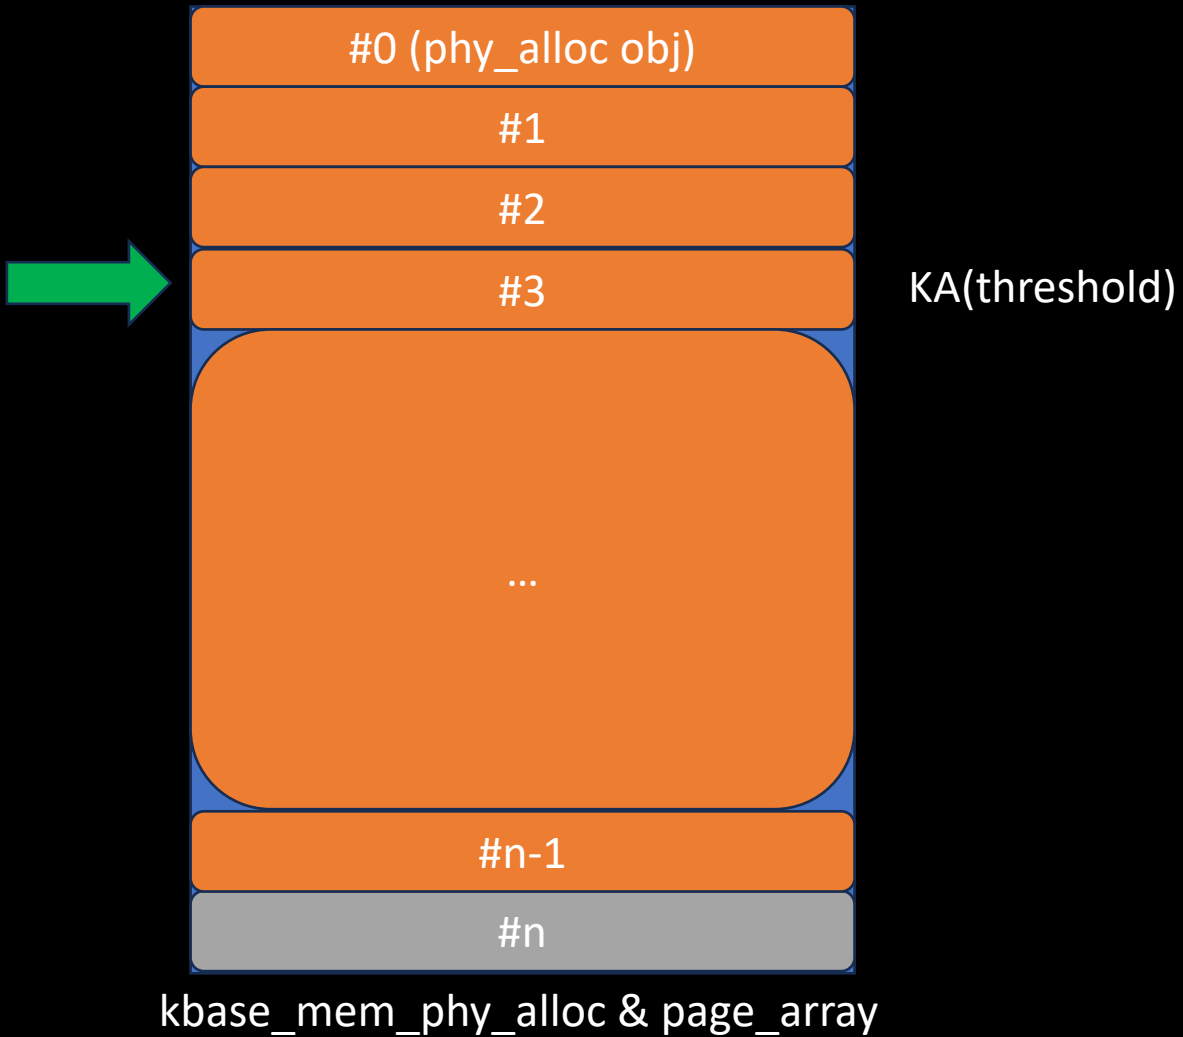 #0 (phy_alloc obj)
#1
#2
#3
KA(threshold)
...
#n-1
#n
kbase_mem_phy_alloc & page_array